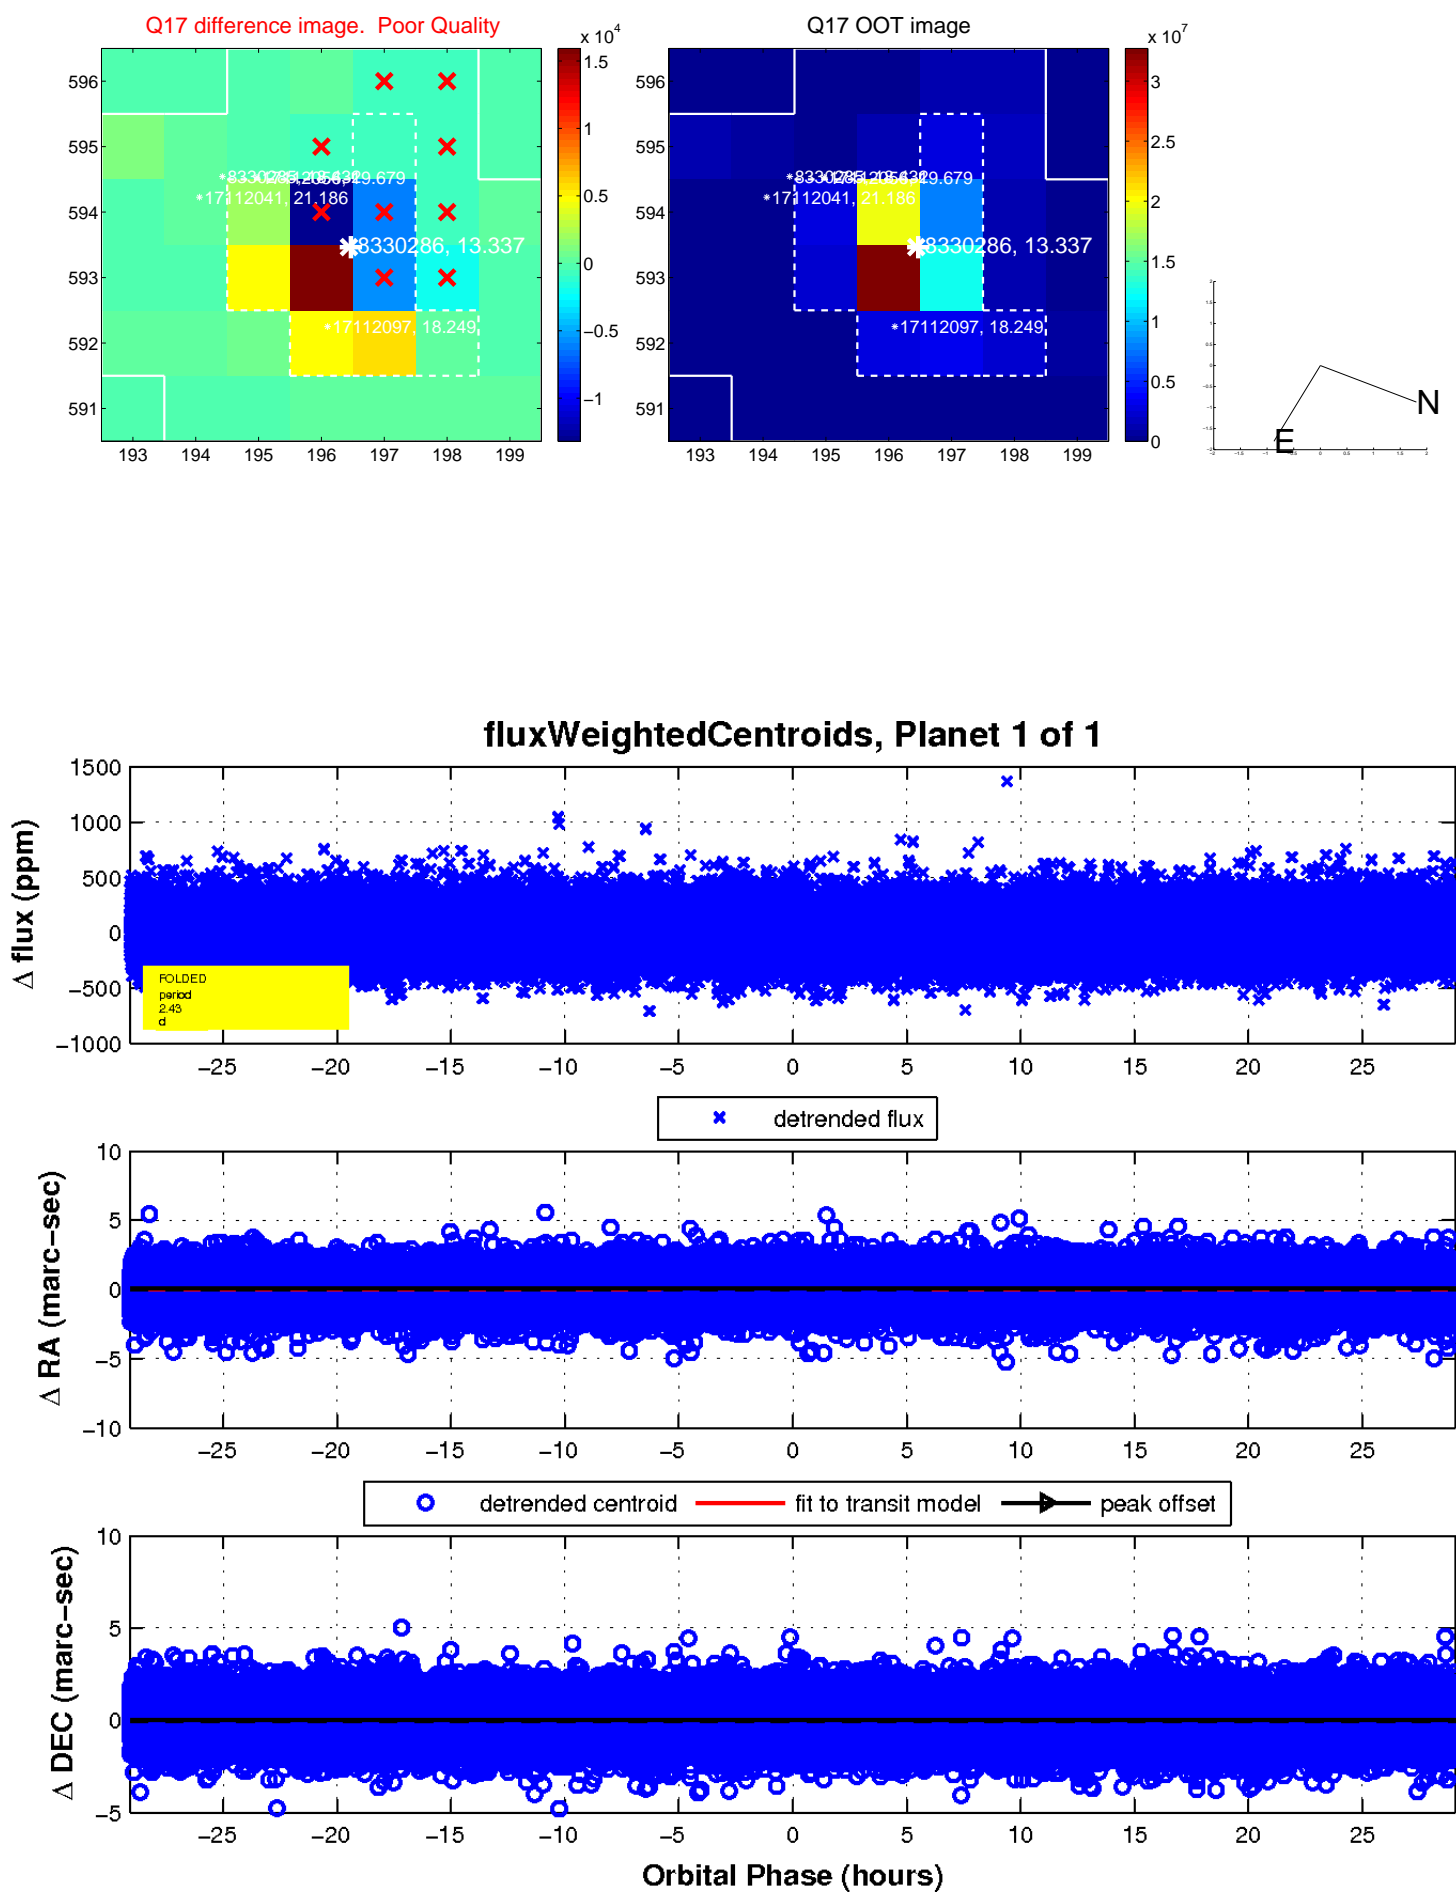 Q17 difference image.  Poor Quality
x 10^4
596
595
594
593
592
591
193 194 195 196 197 198 199
1.5
1
0.5
0
−0.5
−1
17112041, 21.186
8330286, 13.337
17112097, 18.249
Q17 OOT image
x 10^7
596
595
594
593
592
591
193 194 195 196 197 198 199
3
2.5
2
1.5
1
0.5
0
17112041, 21.186
8330286, 13.337
17112097, 18.249
N
E
fluxWeightedCentroids, Planet 1 of 1
Δ flux (ppm)
1500
1000
500
0
−500
−1000
FOLDED
period
2.43
d
−25 −20 −15 −10 −5 0 5 10 15 20 25
detrended flux
Δ RA (marc−sec)
10
5
0
−5
−10
−25 −20 −15 −10 −5 0 5 10 15 20 25
detrended centroid fit to transit model peak offset
Δ DEC (marc−sec)
10
5
0
−5
−25 −20 −15 −10 −5 0 5 10 15 20 25
Orbital Phase (hours)